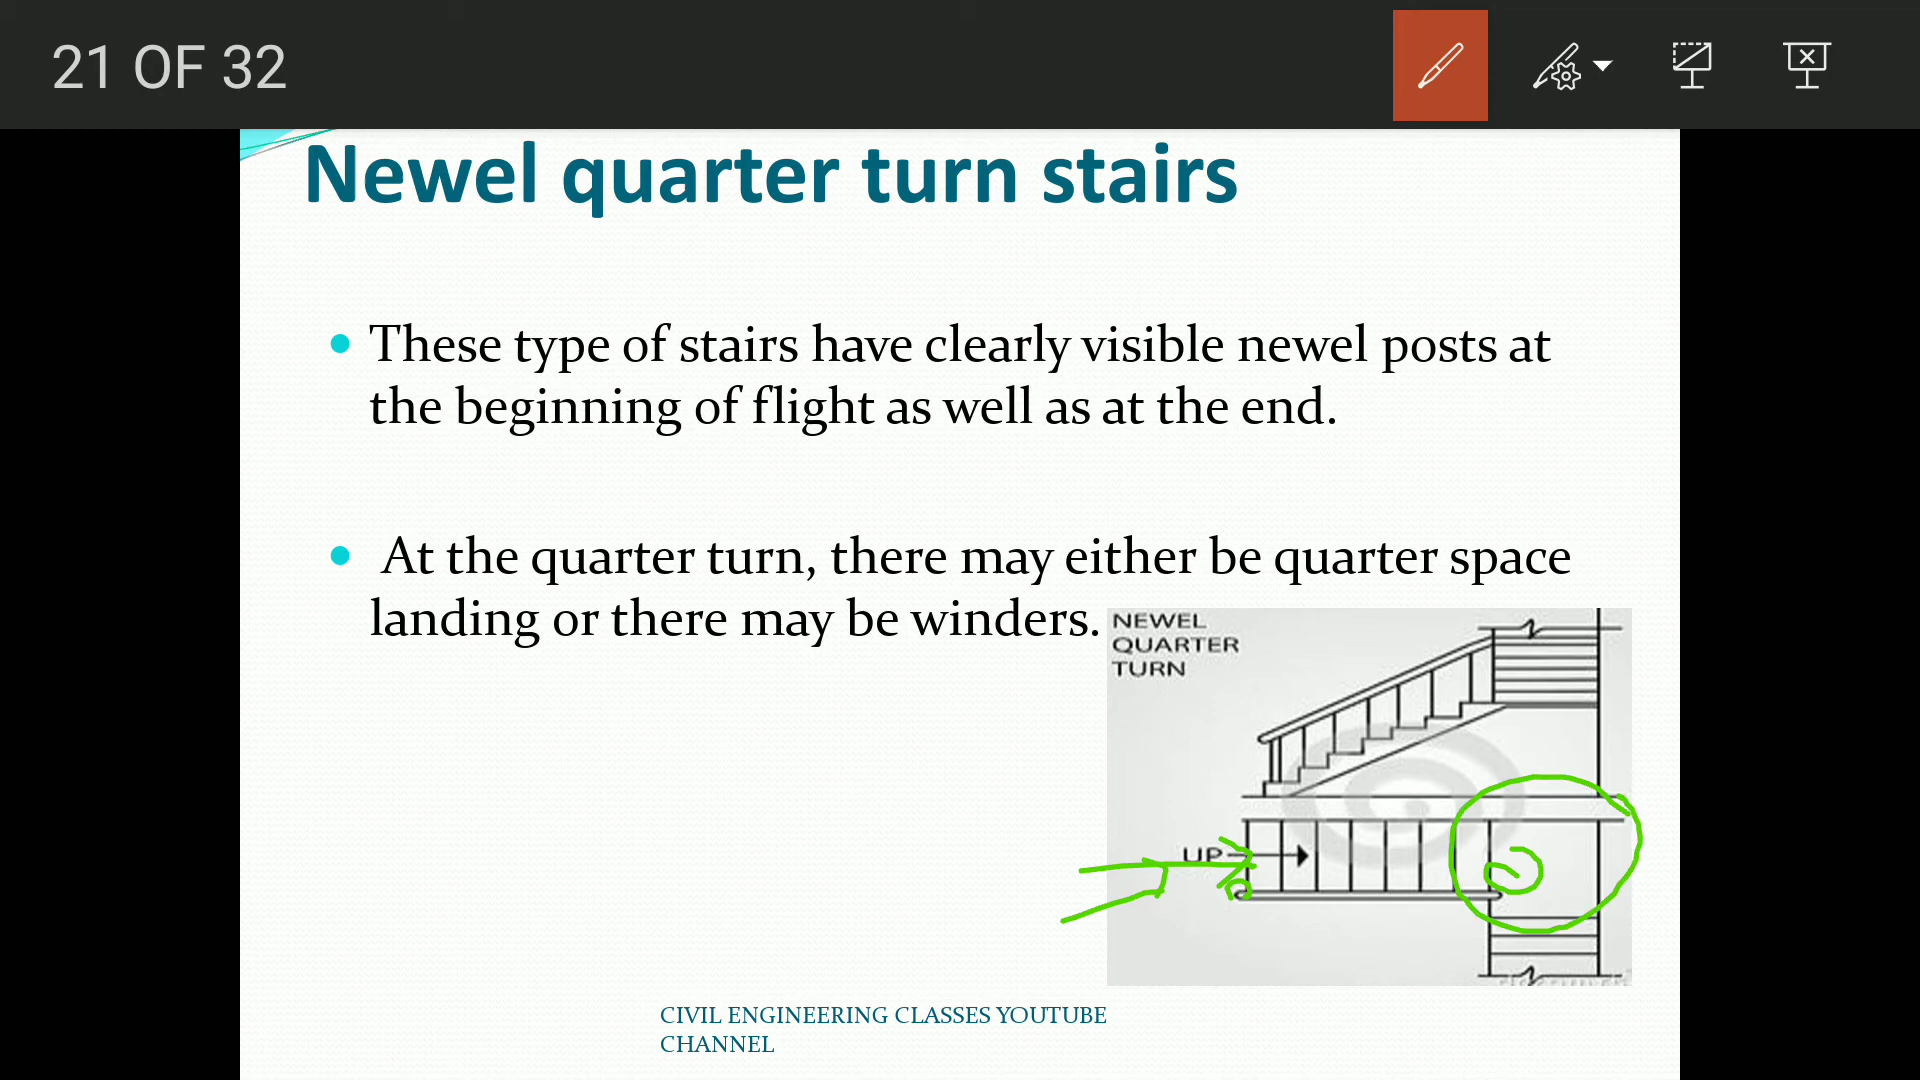 21 OF 32
Newel quarter turn stairs
These type of stairs have clearly visible newel posts at
the beginning of flight as well as at the end.
At the quarter turn, there may either be quarter space
landing or there may be winders.
NEWEL
QUARTER
TURN
UP
CIVIL ENGINEERING CLASSES YOUTUBE
CHANNEL